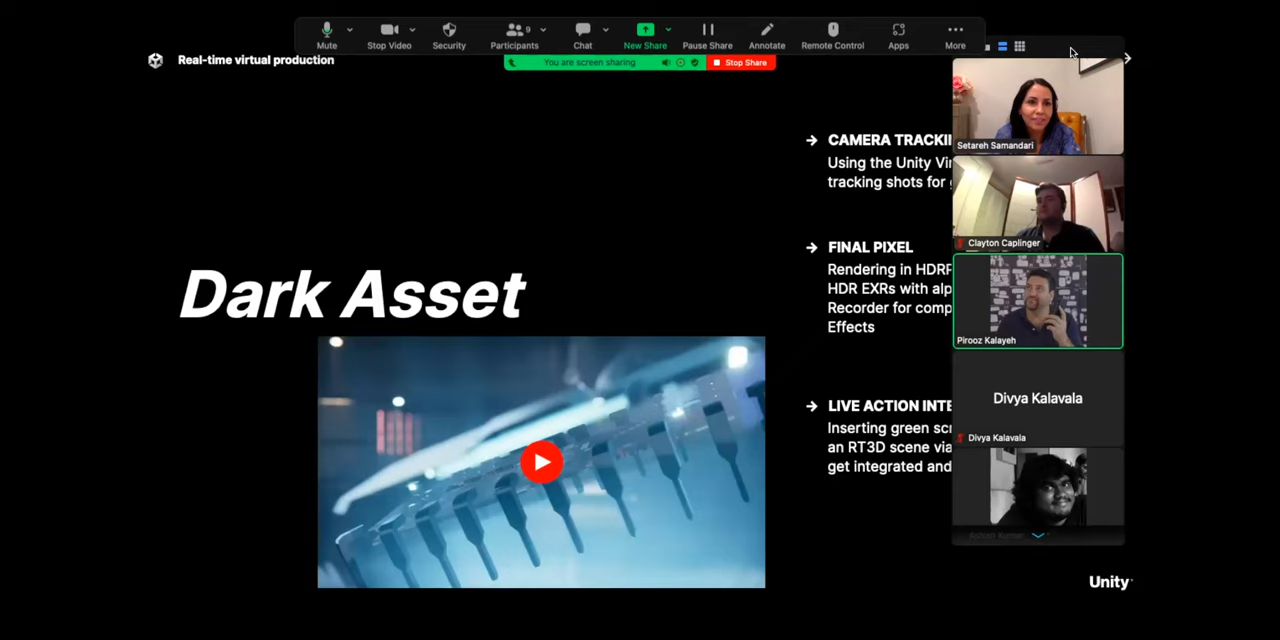 Mute
Stop Video
Security
9
Participants
Chat
New Share
Pause Share
Annotate
Remote Control
Apps
More
Real-time virtual production
You are screen sharing
Stop Share
Dark Asset
CAMERA TRACKI
Using the Unity Vi
tracking shots for
FINAL PIXEL
Rendering in HDRP
HDR EXRs with alp
Recorder for comp
Effects
LIVE ACTION INTE
Inserting green scr
an RT3D scene via
get integrated and
Setareh Samandari
Clayton Caplinger
Pirooz Kalayeh
Divya Kalavala
Divya Kalavala
Unity